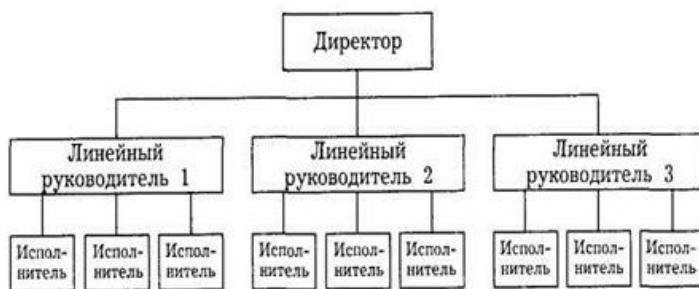 Директор
Линейный
руководитель 1
Линейный
руководитель 2
Линейный
руководитель 3
Испол-
нитель
Испол-
нитель
Испол-
нитель
Испол-
нитель
Испол-
нитель
Испол-
нитель
Испол-
нитель
Испол-
нитель
Испол-
нитель